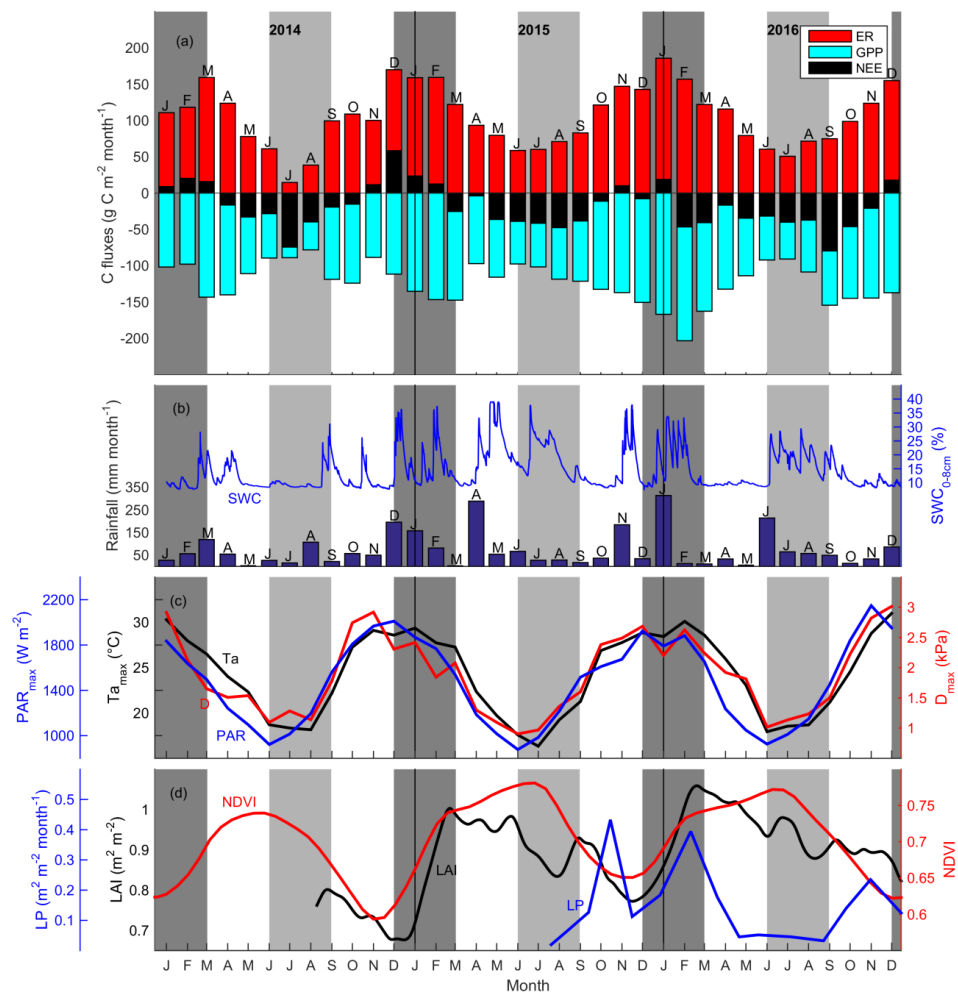 (a)
2014
2015
2016
ER
GPP
NEE
C fluxes (g C m⁻² month⁻¹)
200
150
100
50
0
-50
-100
-150
-200
J F M A M J J A S O N D J F M A M J J A S O N D J F M A M J J A S O N D
(b)
SWC
Rainfall (mm month⁻¹)
350
250
150
50
J F M A J J A S O N D J F M A M J J A S O N D J F M A M J J A S O N D
40
35
30
25
20
15
10
SWC₀₋₈cm (%)
(c)
Ta
D
PAR
PARmax (W m⁻²)
2200
1800
1400
1000
Tamax (°C)
30
25
20
3
2.5
2
1.5
1
Dmax (kPa)
(d)
NDVI
LAI
LP
LP (m² m⁻² month⁻¹)
0.5
0.4
0.3
0.2
0.1
LAI (m² m⁻²)
1
0.9
0.8
0.7
0.75
0.7
0.65
0.6
NDVI
J F M A M J J A S O N D J F M A M J J A S O N D J F M A M J J A S O N D
Month